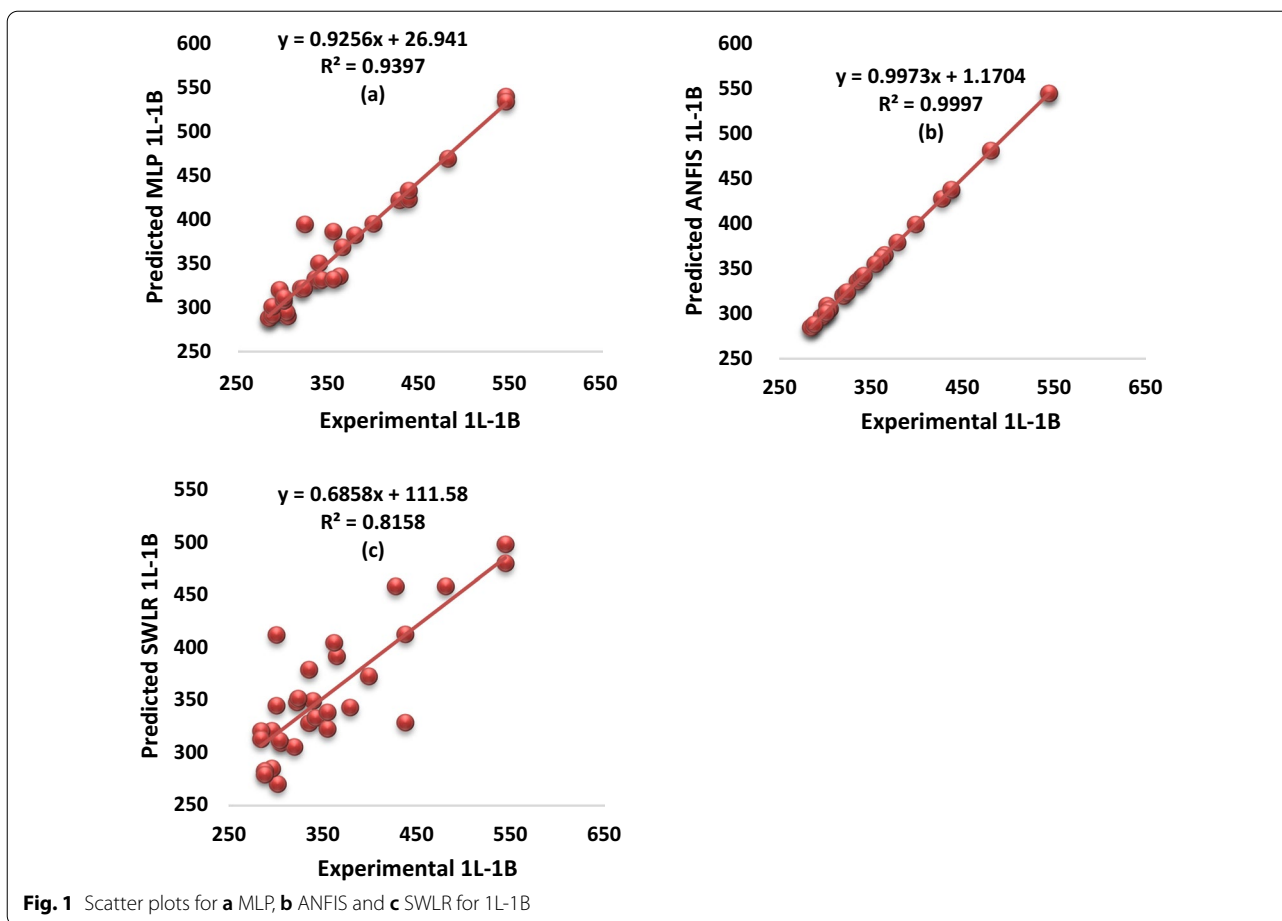 y = 0.9256x + 26.941
R² = 0.9397
(a)
600
550
500
450
400
350
300
250
Predicted MLP 1L-1B
250 350 450 550 650
Experimental 1L-1B
y = 0.9973x + 1.1704
R² = 0.9997
(b)
600
550
500
450
400
350
300
250
Predicted ANFIS 1L-1B
250 350 450 550 650
Experimental 1L-1B
y = 0.6858x + 111.58
R² = 0.8158
(c)
550
500
450
400
350
300
250
Predicted SWLR 1L-1B
250 350 450 550 650
Experimental 1L-1B
Fig. 1 Scatter plots for a MLP, b ANFIS and c SWLR for 1L-1B